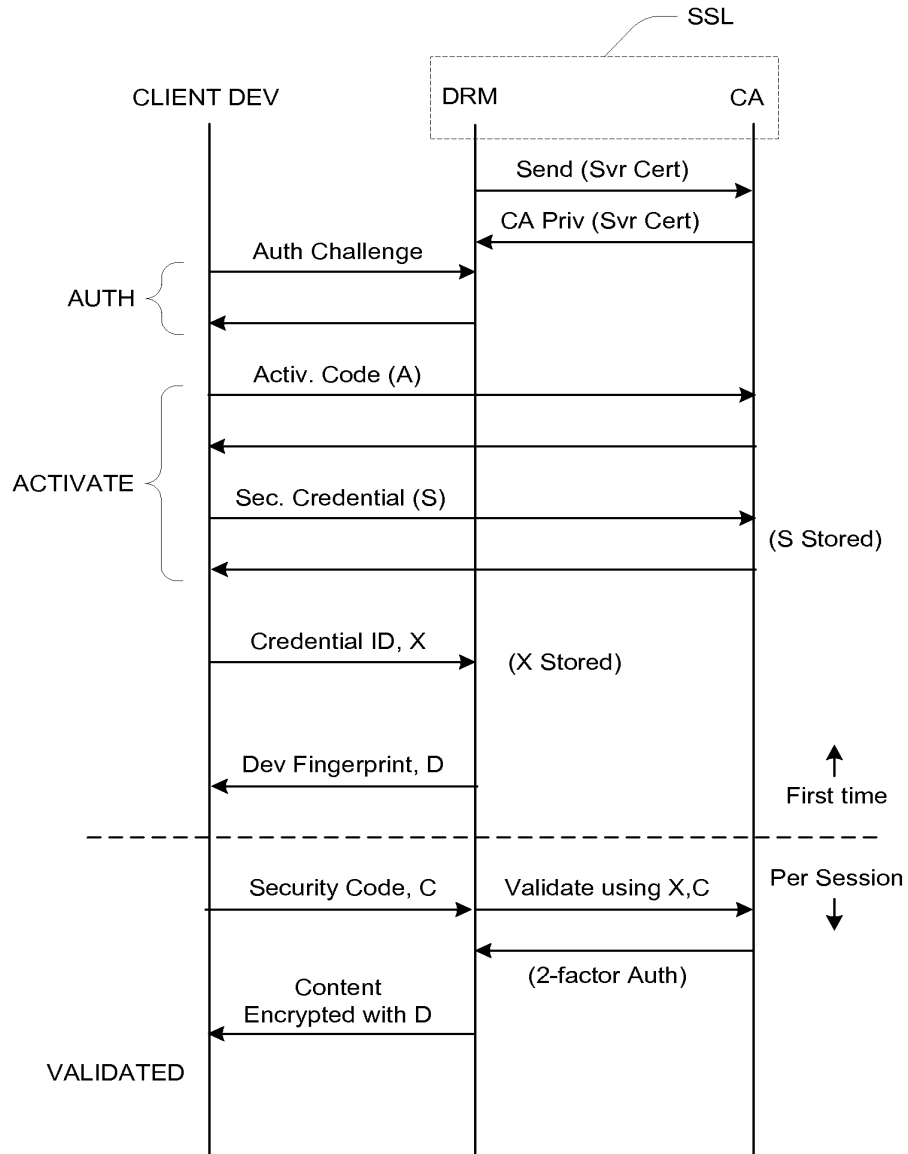 SSL
CLIENT DEV
DRM
CA
Send (Svr Cert)
CA Priv (Svr Cert)
Auth Challenge
AUTH
Activ. Code (A)
ACTIVATE
Sec. Credential (S)
(S Stored)
Credential ID, X
(X Stored)
Dev Fingerprint, D
First time
Per Session
Security Code, C
Validate using X,C
(2-factor Auth)
Content
Encrypted with D
VALIDATED